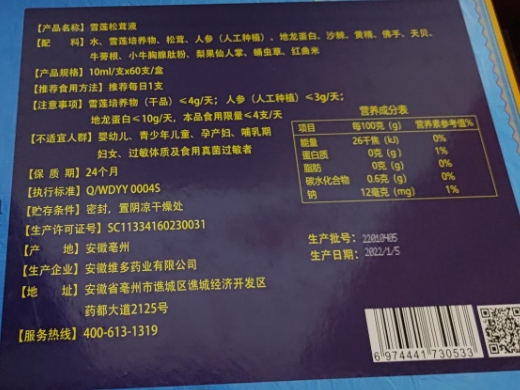 【产品名称】雪莲松茸液
【配　　料】水、雪莲培养物、松茸、人参（人工种植）、地龙蛋白、沙棘、黄精、佛手、天贝、
牛蒡根、小牛胸腺肽粉、梨果仙人掌、蛹虫草、红曲米
【产品规格】10ml/支x60支/盒
【推荐食用方法】推荐每日1支
【注意事项】雪莲培养物（干品）≤4g/天；人参（人工种植）≤3g/天；
地龙蛋白≤10g/天，本品食用限量≤4支/天
【不适宜人群】婴幼儿、青少年儿童、孕产妇、哺乳期
妇女、过敏体质及食用真菌过敏者
【保 质 期】24个月
【执行标准】Q/WDYY 0004S
【贮存条件】密封，置阴凉干燥处
【生产许可证号】SC11334160230031
【产　　地】安徽亳州
【生产企业】安徽维多药业有限公司
【地　　址】安徽省亳州市谯城区谯城经济开发区
药都大道2125号
【服务热线】400-613-1319
营养成分表
项目 每100克（g） 营养素参考值%
能量 26千焦（kJ） 0%
蛋白质 0克（g） 1%
脂肪 0克（g） 0%
碳水化合物 0.6克（g） 0%
钠 12毫克（mg） 1%
生产批号：22010405
生产日期：2022/1/5
6 974441 730533